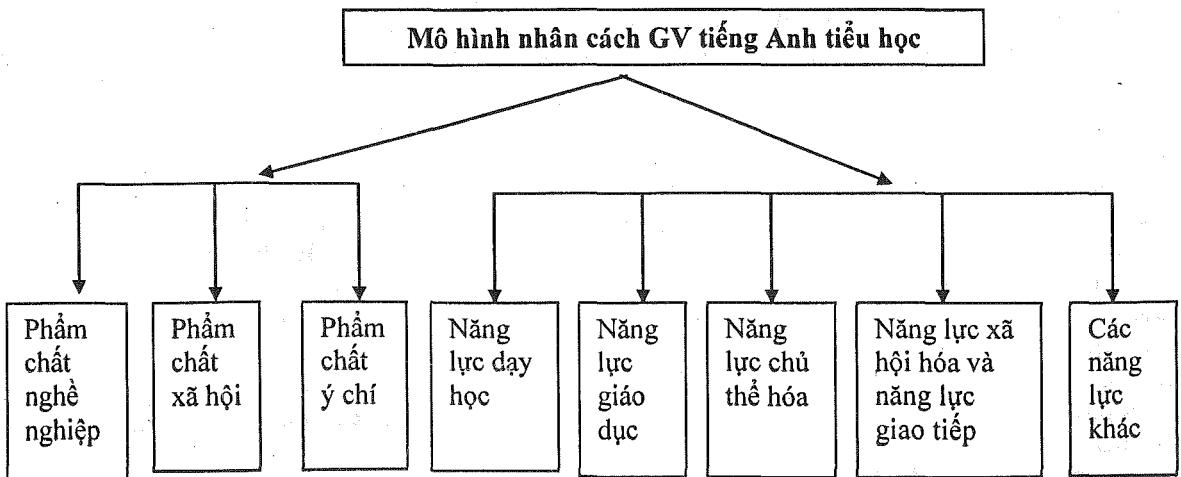 Mô hình nhân cách GV tiếng Anh tiểu học
Phẩm
chất
nghề
nghiệp
Phẩm
chất
xã hội
Phẩm
chất
ý chí
Năng
lực dạy
học
Năng
lực
giáo
dục
Năng
lực chủ
thể hóa
Năng lực xã
hội hóa và
năng lực
giao tiếp
Các
năng
lực
khác